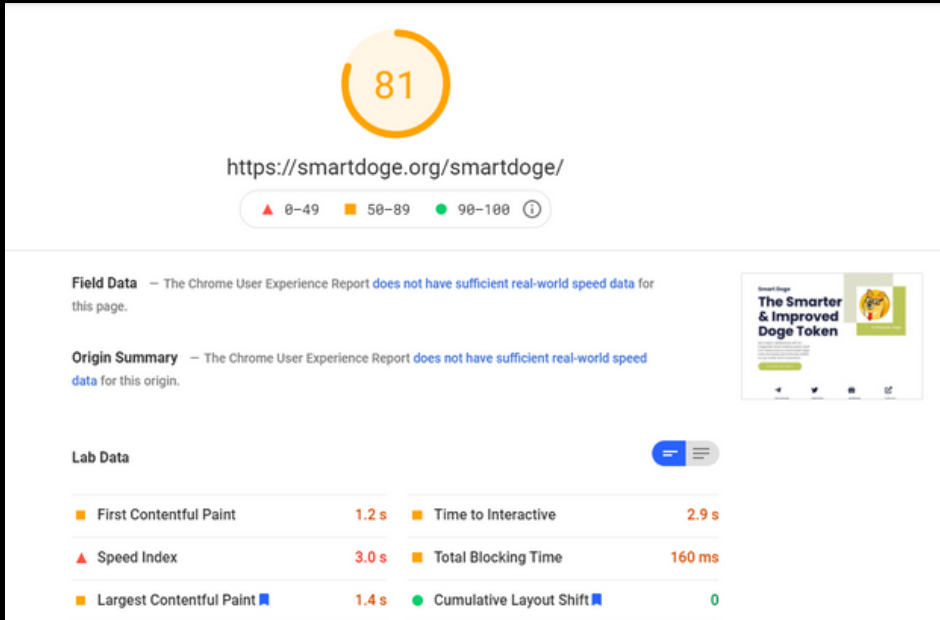 81
https://smartdoge.org/smartdoge/
0–49 50–89 90–100
Field Data — The Chrome User Experience Report does not have sufficient real-world speed data for
this page.
Smart Doge
The Smarter
& Improved
Doge Token
Origin Summary — The Chrome User Experience Report does not have sufficient real-world speed
data for this origin.
Lab Data
First Contentful Paint 1.2 s
Time to Interactive 2.9 s
Speed Index 3.0 s
Total Blocking Time 160 ms
Largest Contentful Paint 1.4 s
Cumulative Layout Shift 0